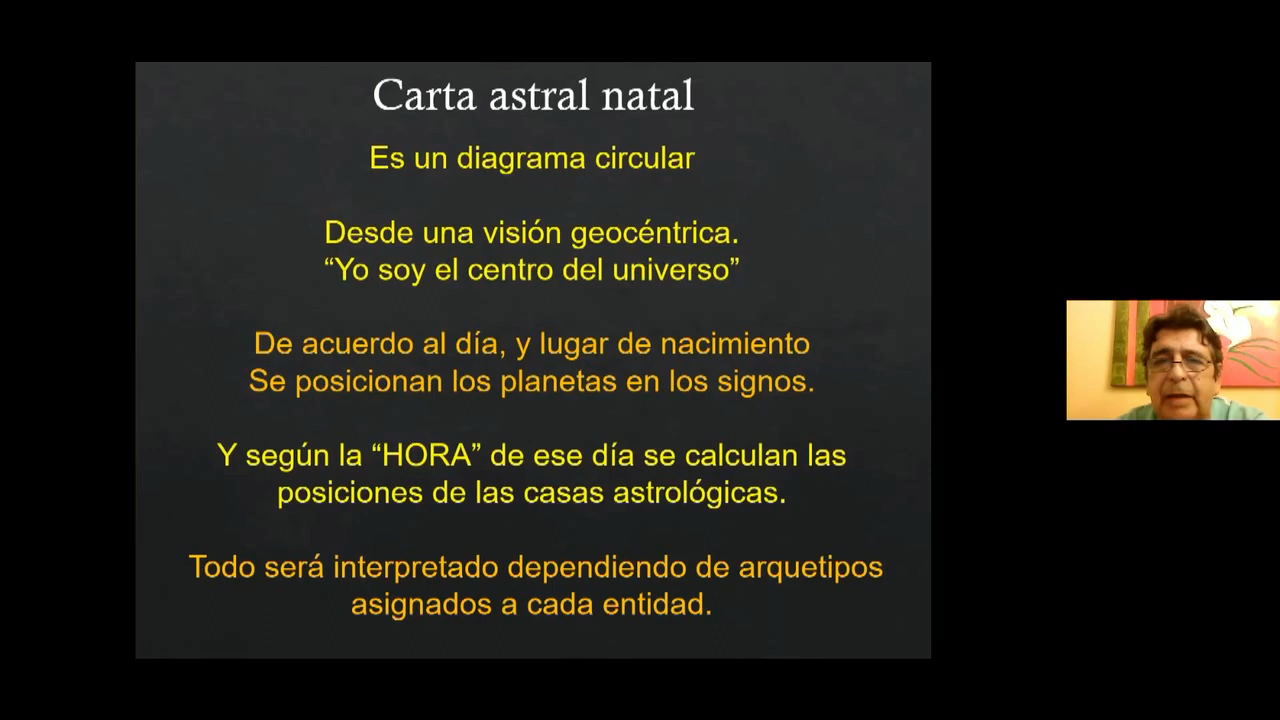 Carta astral natal
Es un diagrama circular
Desde una visión geocéntrica.
“Yo soy el centro del universo”
De acuerdo al día, y lugar de nacimiento
Se posicionan los planetas en los signos.
Y según la “HORA” de ese día se calculan las
posiciones de las casas astrológicas.
Todo será interpretado dependiendo de arquetipos
asignados a cada entidad.